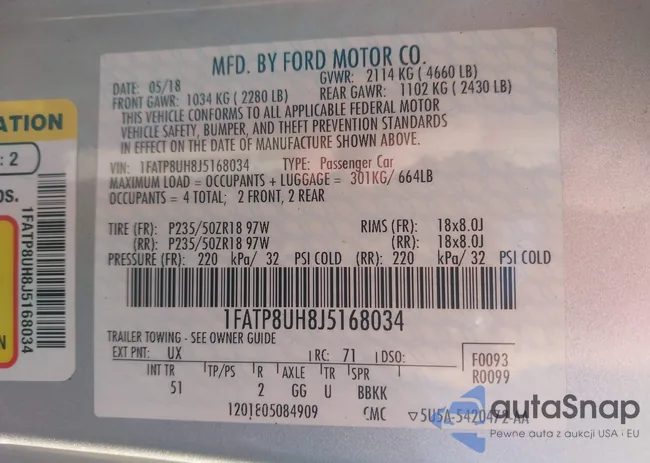 MFD. BY FORD MOTOR CO.
DATE: 05/18 GVWR: 2114 KG ( 4660 LB)
FRONT GAWR: 1034 KG ( 2280 LB) REAR GAWR: 1102 KG ( 2430 LB)
THIS VEHICLE CONFORMS TO ALL APPLICABLE FEDERAL MOTOR
VEHICLE SAFETY, BUMPER, AND THEFT PREVENTION STANDARDS
IN EFFECT ON THE DATE OF MANUFACTURE SHOWN ABOVE.
VIN: 1FATP8UH8J5168034 TYPE: Passenger Car
MAXIMUM LOAD = OCCUPANTS + LUGGAGE = 301KG/ 664LB
OCCUPANTS = 4 TOTAL; 2 FRONT, 2 REAR
TIRE (FR): P235/50ZR18 97W RIMS (FR): 18x8.0J
(RR): P235/50ZR18 97W (RR): 18x8.0J
PRESSURE (FR): 220 kPa/ 32 PSI COLD (RR): 220 kPa/ 32 PSI COLD
1FATP8UH8J5168034
TRAILER TOWING - SEE OWNER GUIDE
EXT PNT: UX RC: 71 DSO: F0093
INT TR TP/PS R AXLE TR SPR R0099
51 2 GG U BBKK
1201805084909 CMC ▽5U5A-5420472-AA
ATION
: 2
OS.
1FATP8UH8J5168034
N
autaSnap
Pewne auta z aukcji USA i EU